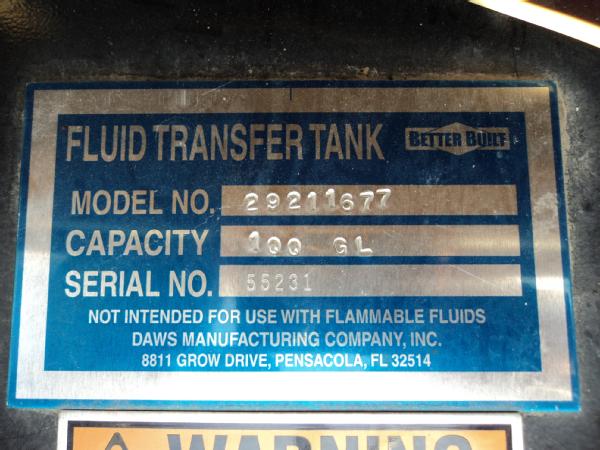 FLUID TRANSFER TANK BETTER BUILT
MODEL NO. 29211677
CAPACITY 100 GL
SERIAL NO. 55231
NOT INTENDED FOR USE WITH FLAMMABLE FLUIDS
DAWS MANUFACTURING COMPANY, INC.
8811 GROW DRIVE, PENSACOLA, FL 32514
WARNING